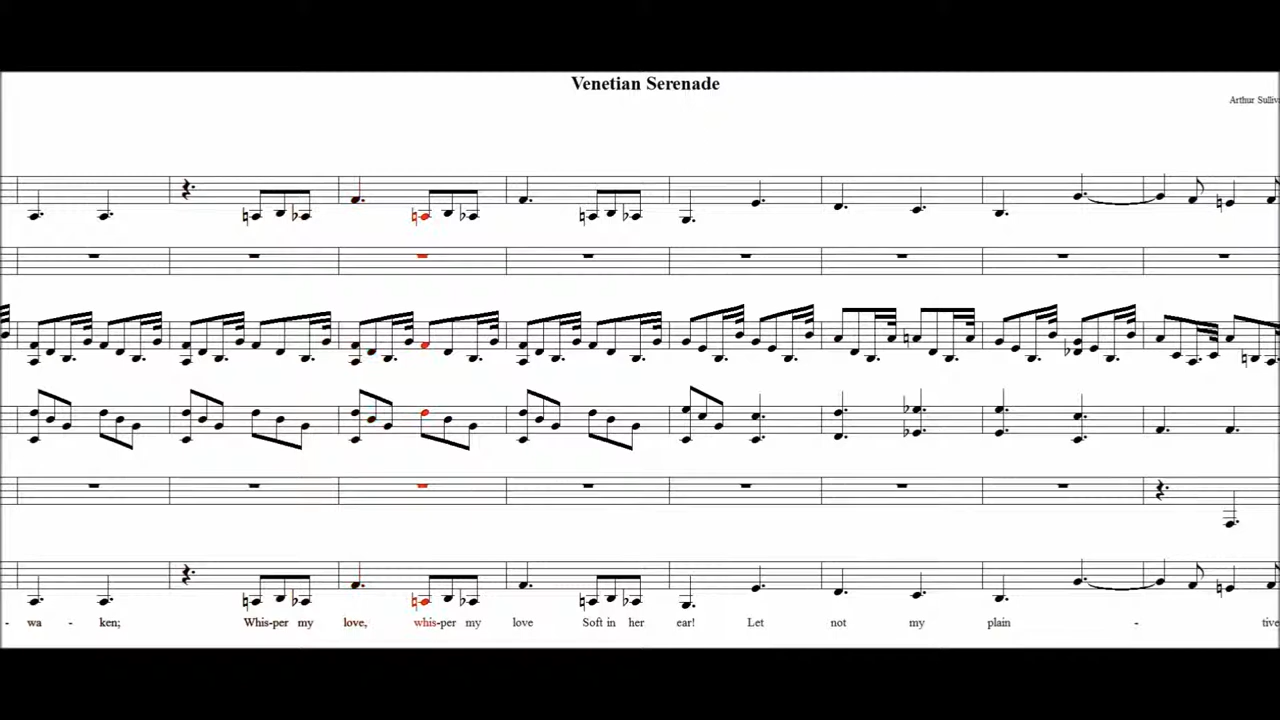 Venetian Serenade
Arthur
- wa - ken; Whis-per my love, whis-per my love Soft in her ear! Let not my plain - tive